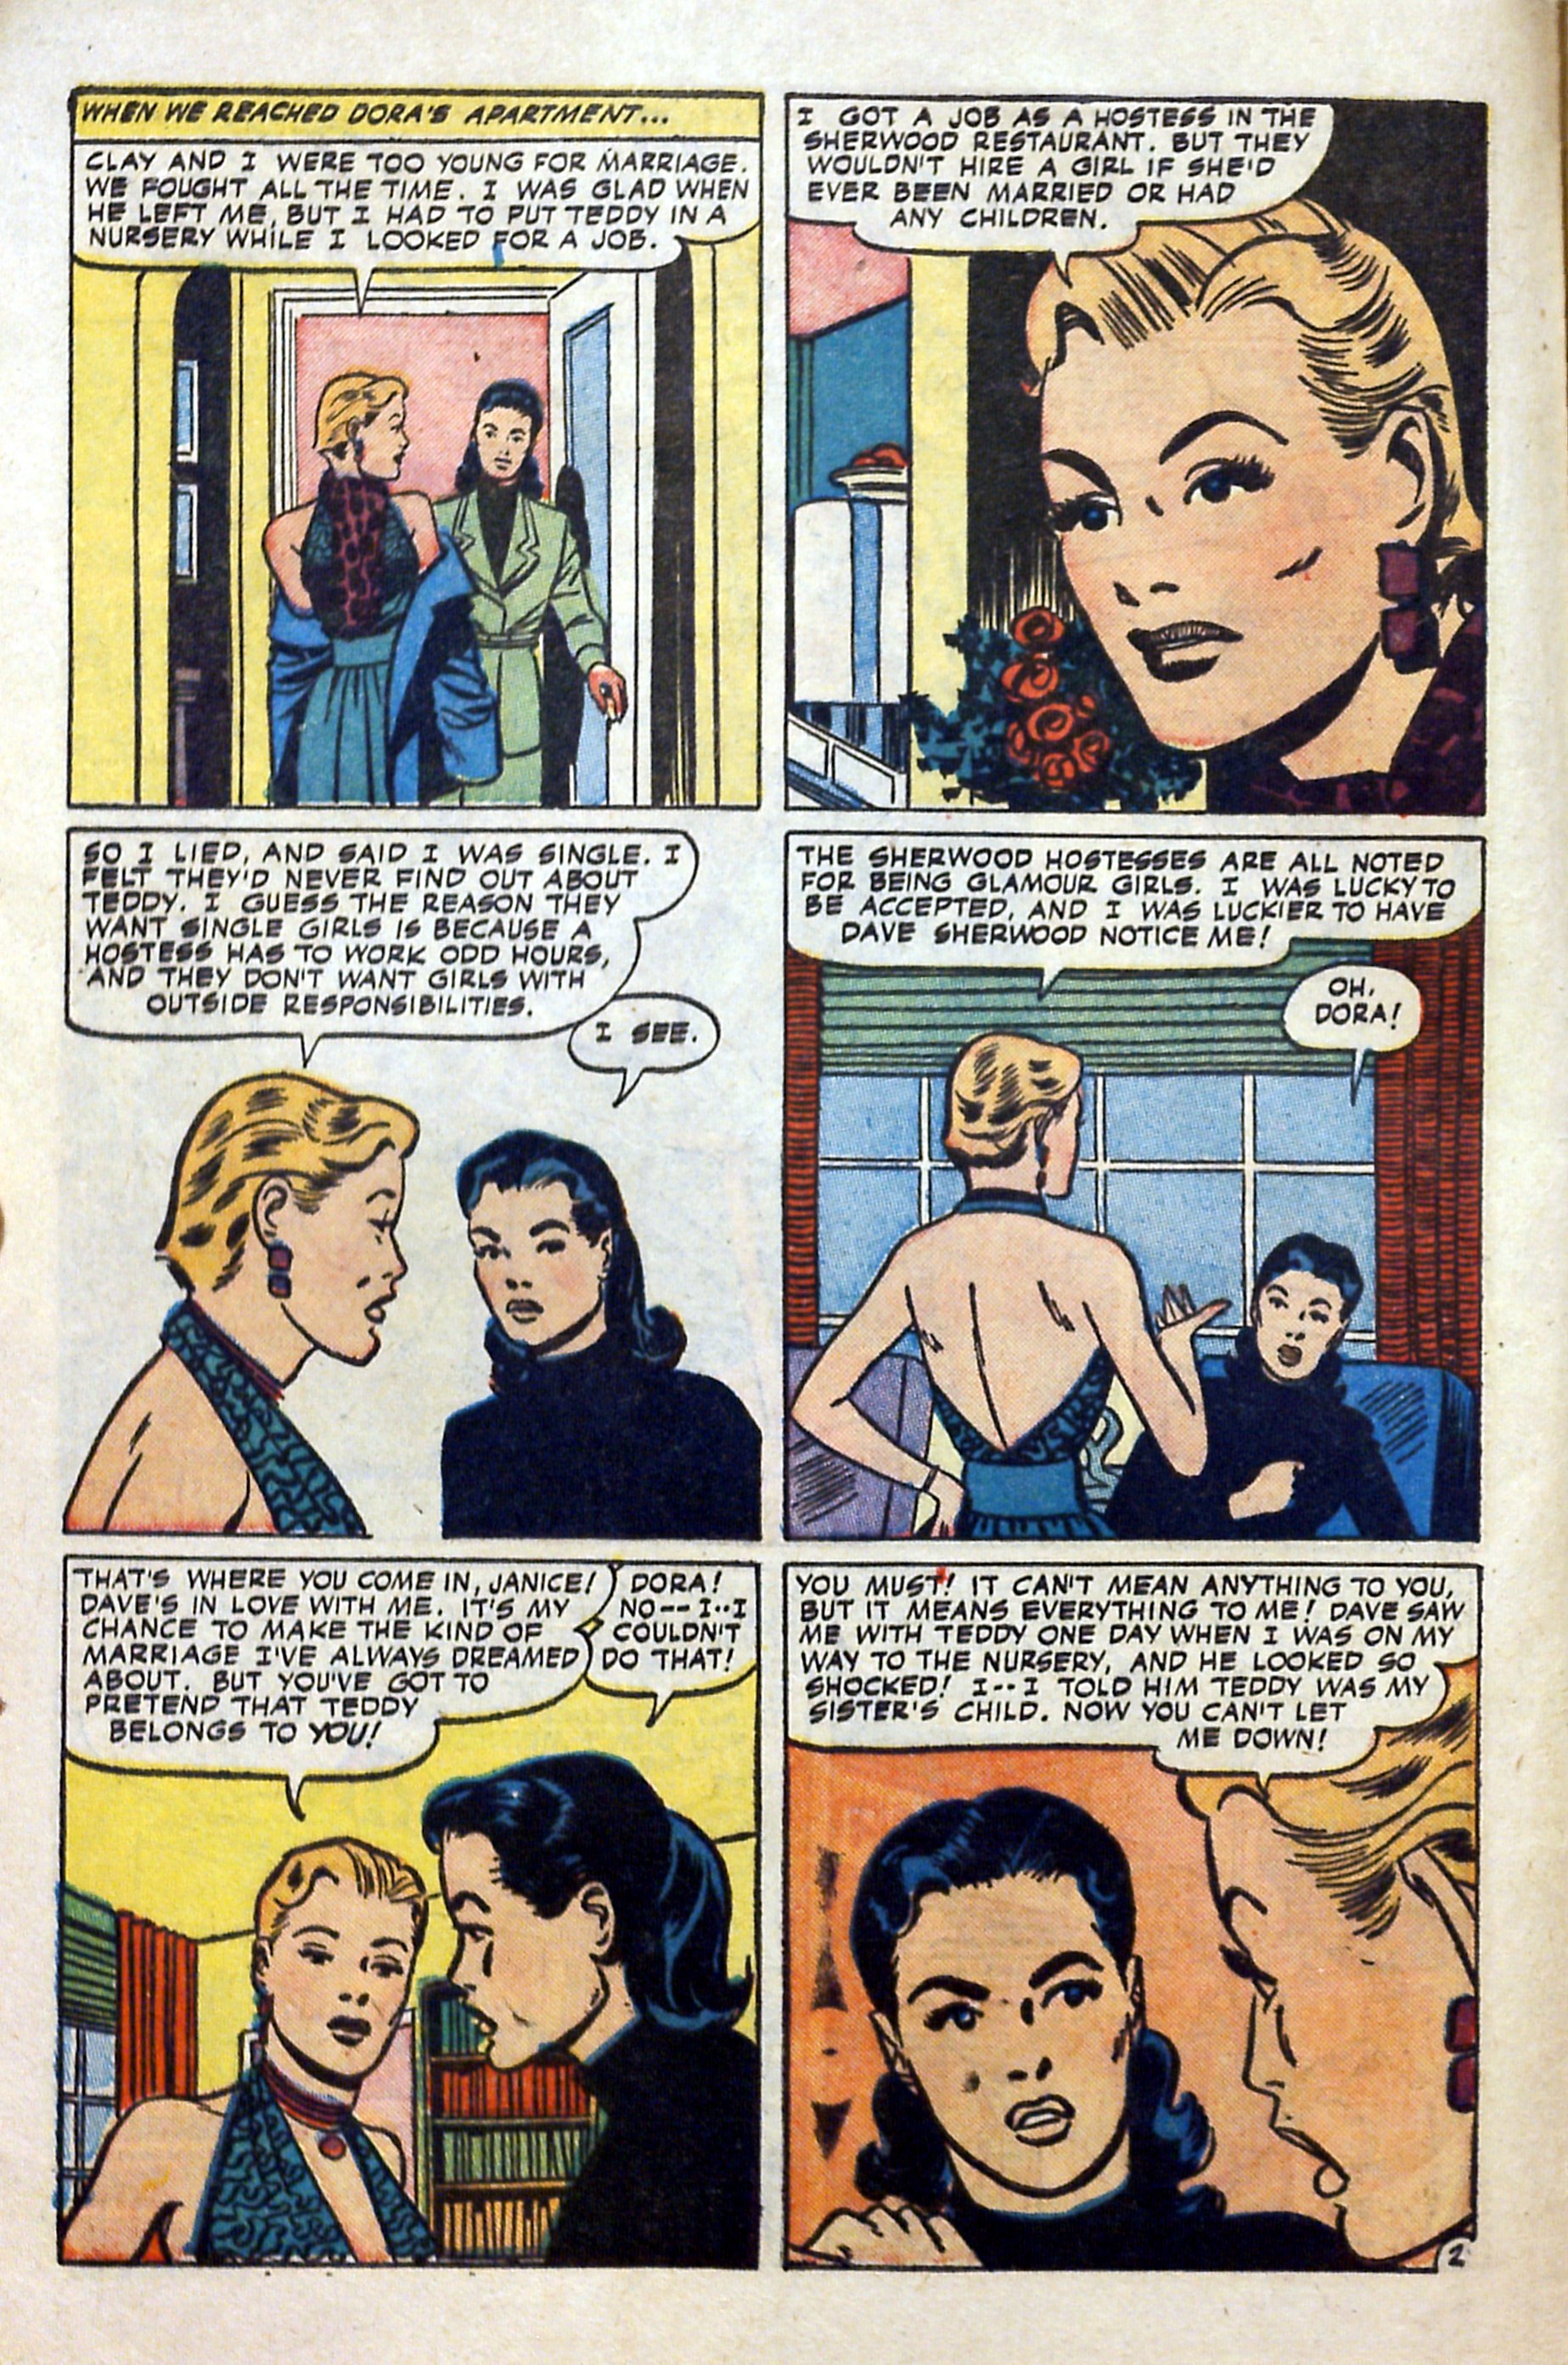 WHEN WE REACHED DORA'S APARTMENT...
CLAY AND I WERE TOO YOUNG FOR MARRIAGE.
WE FOUGHT ALL THE TIME. I WAS GLAD WHEN
HE LEFT ME, BUT I HAD TO PUT TEDDY IN A
NURSERY WHILE I LOOKED FOR A JOB.
I GOT A JOB AS A HOSTESS IN THE
SHERWOOD RESTAURANT. BUT THEY
WOULDN'T HIRE A GIRL IF SHE'D
EVER BEEN MARRIED OR HAD
ANY CHILDREN.
SO I LIED, AND SAID I WAS SINGLE. I
FELT THEY'D NEVER FIND OUT ABOUT
TEDDY. I GUESS THE REASON THEY
WANT SINGLE GIRLS IS BECAUSE A
HOSTESS HAS TO WORK ODD HOURS,
AND THEY DON'T WANT GIRLS WITH
OUTSIDE RESPONSIBILITIES.
I SEE.
THE SHERWOOD HOSTESSES ARE ALL NOTED
FOR BEING GLAMOUR GIRLS. I WAS LUCKY TO
BE ACCEPTED, AND I WAS LUCKIER TO HAVE
DAVE SHERWOOD NOTICE ME!
OH,
DORA!
THAT'S WHERE YOU COME IN, JANICE!
DAVE'S IN LOVE WITH ME. IT'S MY
CHANCE TO MAKE THE KIND OF
MARRIAGE I'VE ALWAYS DREAMED
ABOUT. BUT YOU'VE GOT TO
PRETEND THAT TEDDY
BELONGS TO YOU!
DORA!
NO-- I--I
COULDN'T
DO THAT!
YOU MUST! IT CAN'T MEAN ANYTHING TO YOU,
BUT IT MEANS EVERYTHING TO ME! DAVE SAW
ME WITH TEDDY ONE DAY WHEN I WAS ON MY
WAY TO THE NURSERY, AND HE LOOKED SO
SHOCKED! I--I TOLD HIM TEDDY WAS MY
SISTER'S CHILD. NOW YOU CAN'T LET
ME DOWN!
2